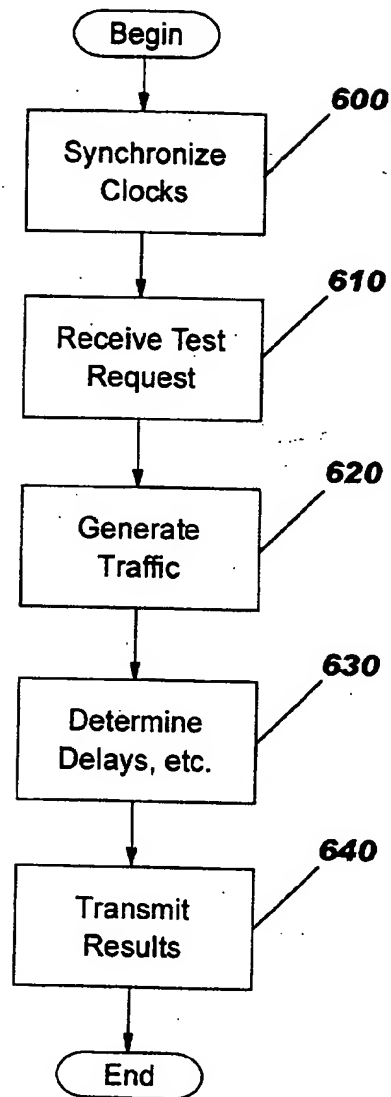 Begin
600
Synchronize
Clocks
610
Receive Test
Request
620
Generate
Traffic
630
Determine
Delays, etc.
640
Transmit
Results
End